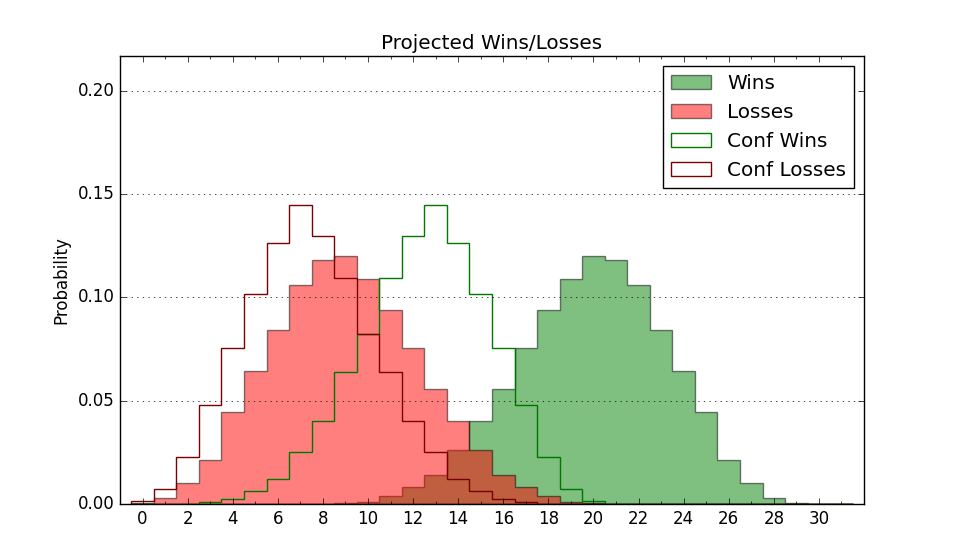 Projected Wins/Losses
Wins
Losses
Conf Wins
Conf Losses
Probability
0.20
0.15
0.10
0.05
0.00
0 2 4 6 8 10 12 14 16 18 20 22 24 26 28 30